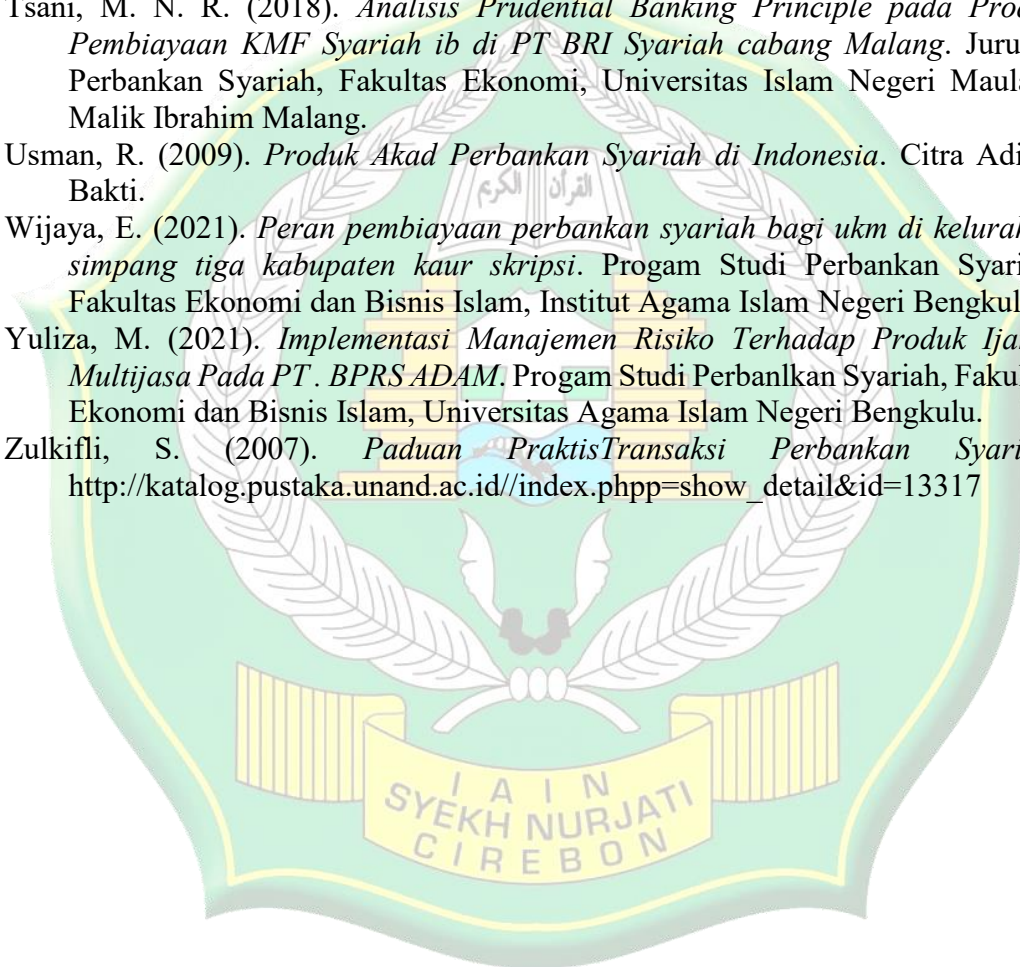 Tsani, M. N. R. (2018). Analisis Prudential Banking Principle pada Prod
Pembiayaan KMF Syariah ib di PT BRI Syariah cabang Malang. Juru
Perbankan Syariah, Fakultas Ekonomi, Universitas Islam Negeri Maula
Malik Ibrahim Malang.
Usman, R. (2009). Produk Akad Perbankan Syariah di Indonesia. Citra Adi
Bakti.
القرآن الكريم
Wijaya, E. (2021). Peran pembiayaan perbankan syariah bagi ukm di kelurah
simpang tiga kabupaten kaur skripsi. Progam Studi Perbankan Syari
Fakultas Ekonomi dan Bisnis Islam, Institut Agama Islam Negeri Bengkul
Yuliza, M. (2021). Implementasi Manajemen Risiko Terhadap Produk Ija
Multijasa Pada PT . BPRS ADAM. Progam Studi Perbanlkan Syariah, Fakul
Ekonomi dan Bisnis Islam, Universitas Agama Islam Negeri Bengkulu.
Zulkifli, S. (2007). Paduan PraktisTransaksi Perbankan Syari
http://katalog.pustaka.unand.ac.id//index.phpp=show_detail&id=13317
IAIN
SYEKH NURJATI
CIREBON